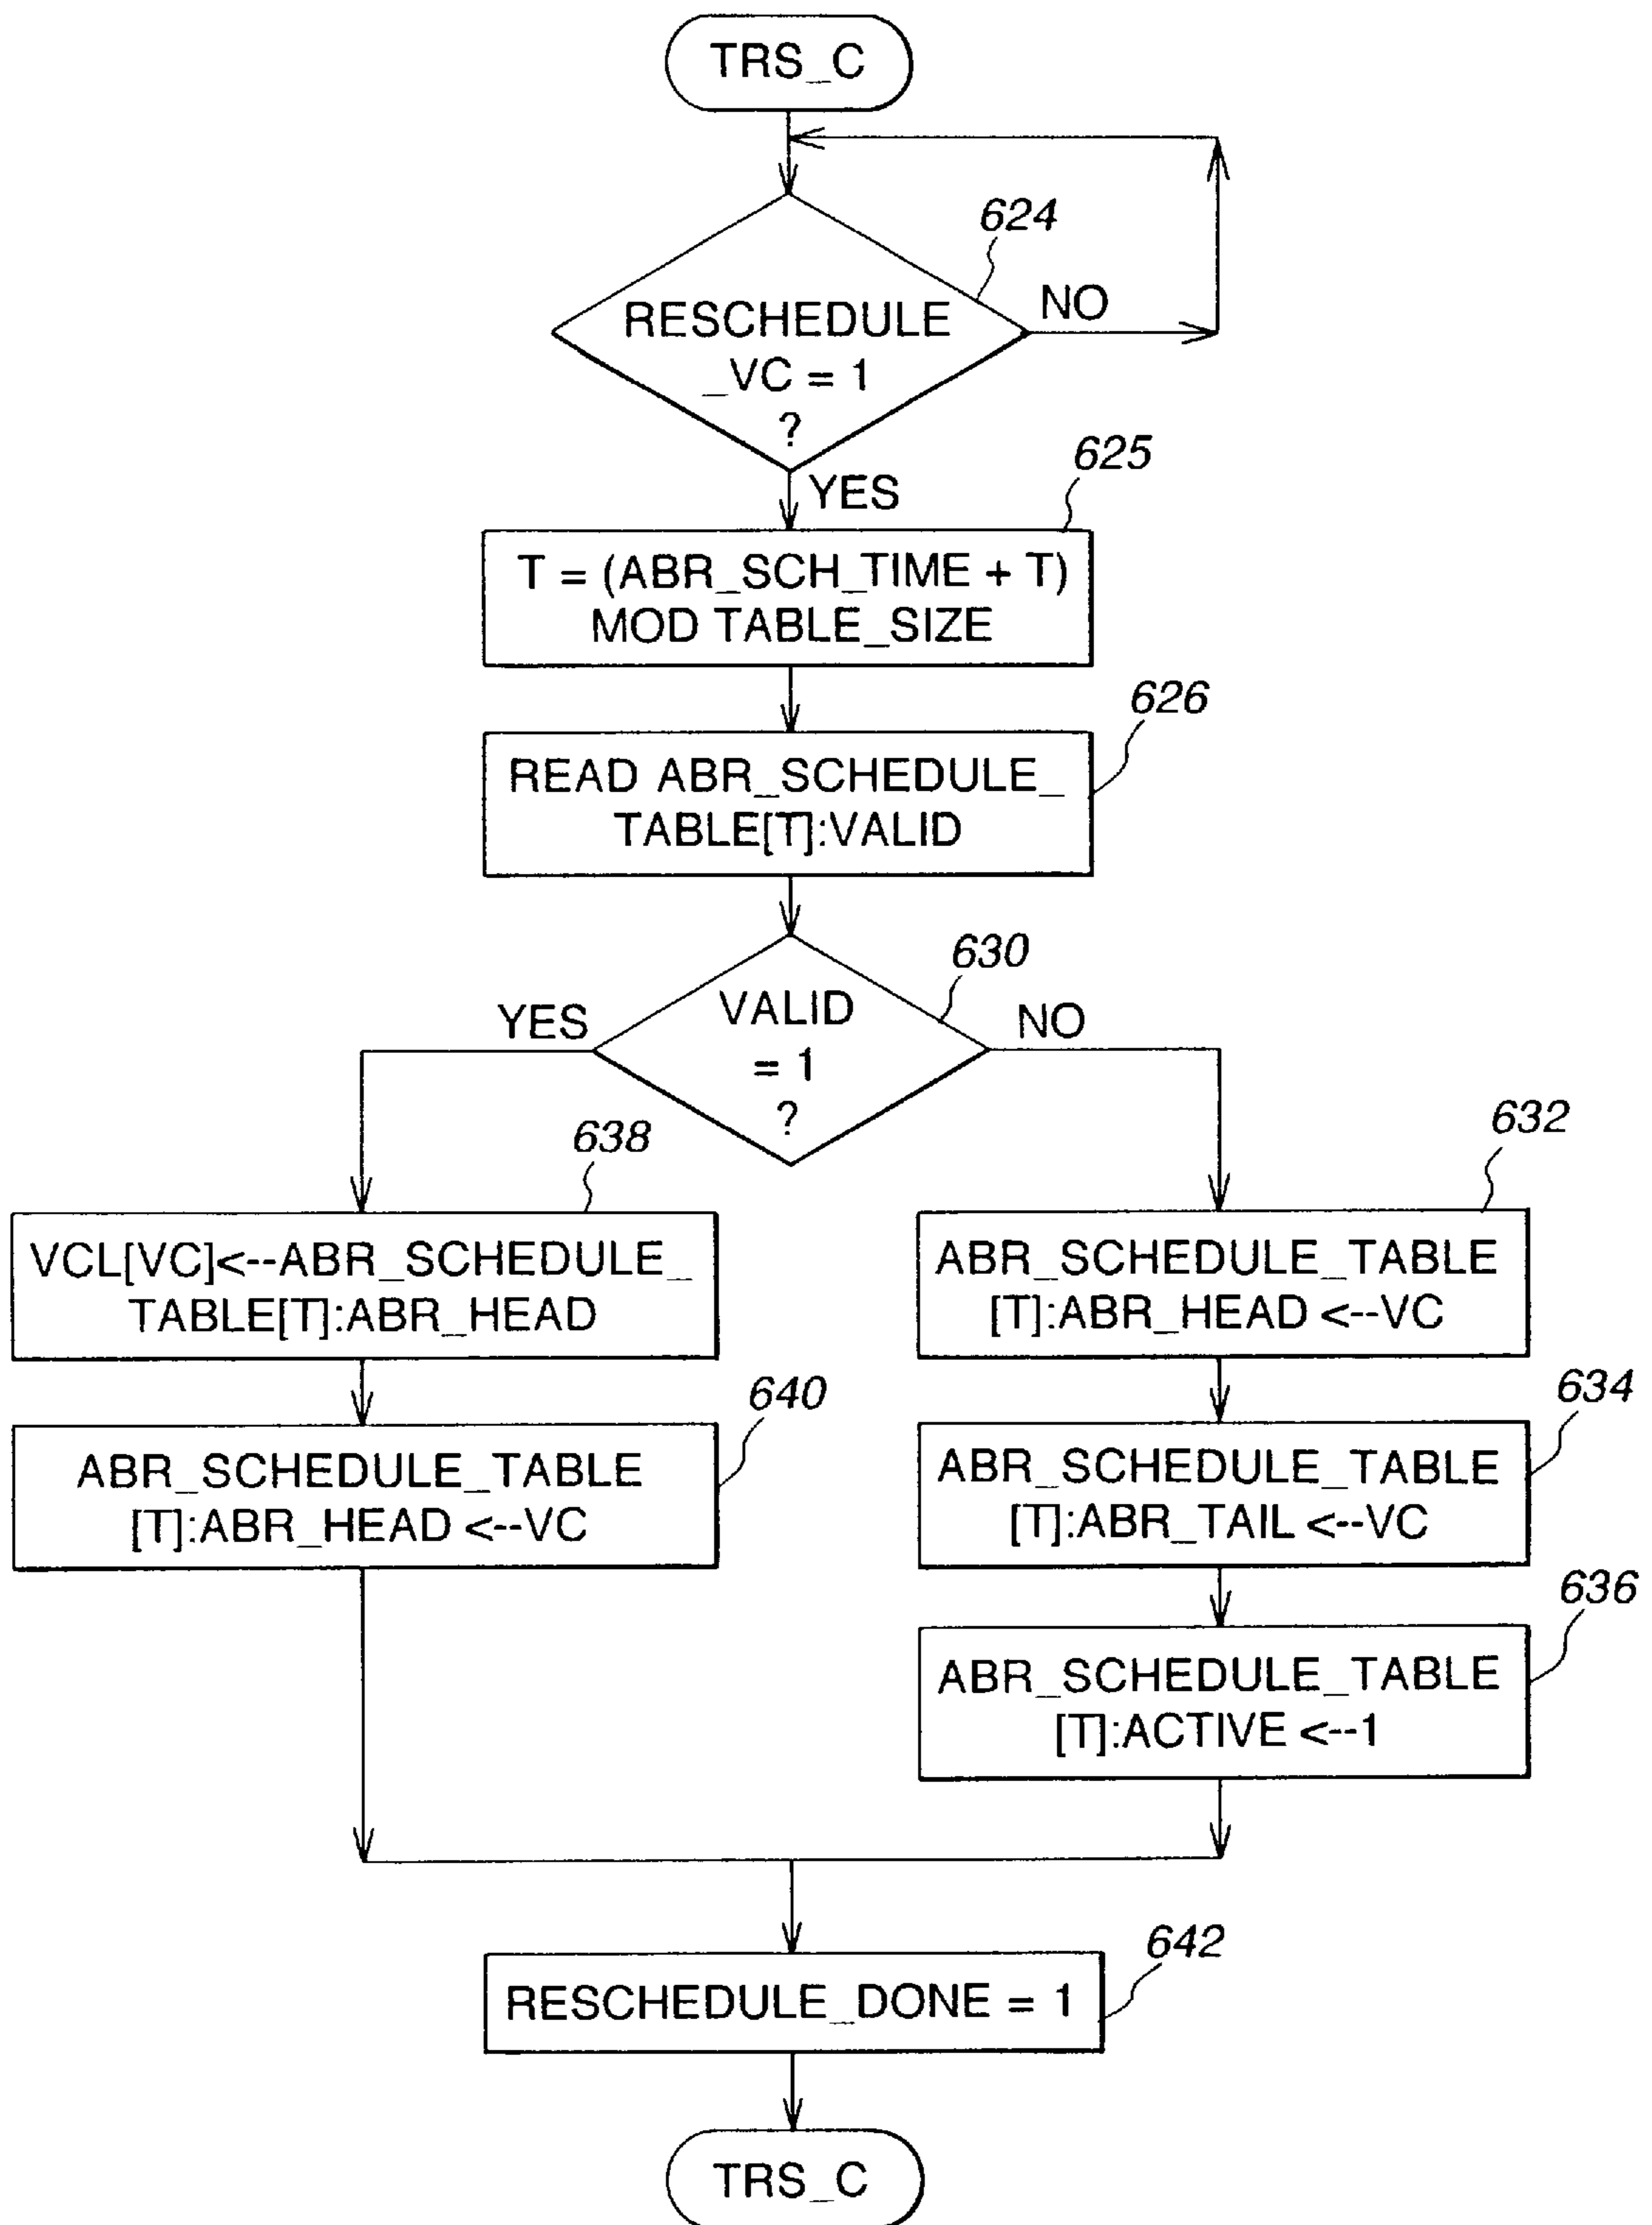 TRS_C
624
RESCHEDULE
_VC = 1
?
NO
YES
625
T = (ABR_SCH_TIME + T)
MOD TABLE_SIZE
626
READ ABR_SCHEDULE_
TABLE[T]:VALID
630
VALID
= 1
?
YES
NO
638
VCL[VC]<--ABR_SCHEDULE_
TABLE[T]:ABR_HEAD
640
ABR_SCHEDULE_TABLE
[T]:ABR_HEAD <--VC
632
ABR_SCHEDULE_TABLE
[T]:ABR_HEAD <--VC
634
ABR_SCHEDULE_TABLE
[T]:ABR_TAIL <--VC
636
ABR_SCHEDULE_TABLE
[T]:ACTIVE <--1
642
RESCHEDULE_DONE = 1
TRS_C